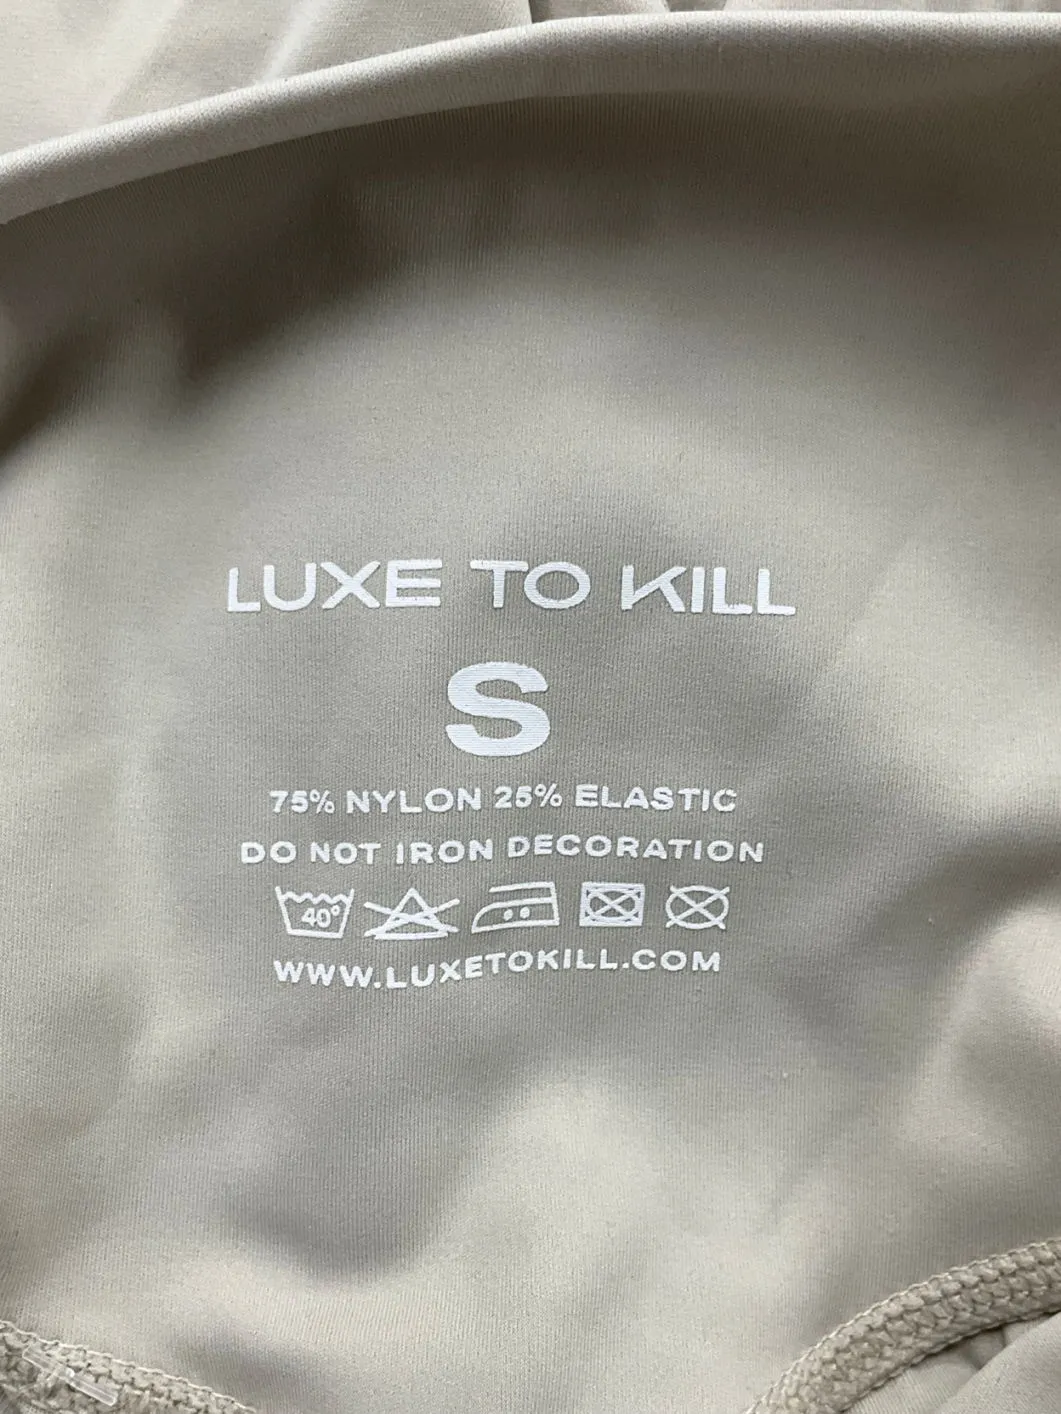 LUXE TO KILL
S
75% NYLON 25% ELASTIC
DO NOT IRON DECORATION
40°
WWW.LUXETOKILL.COM